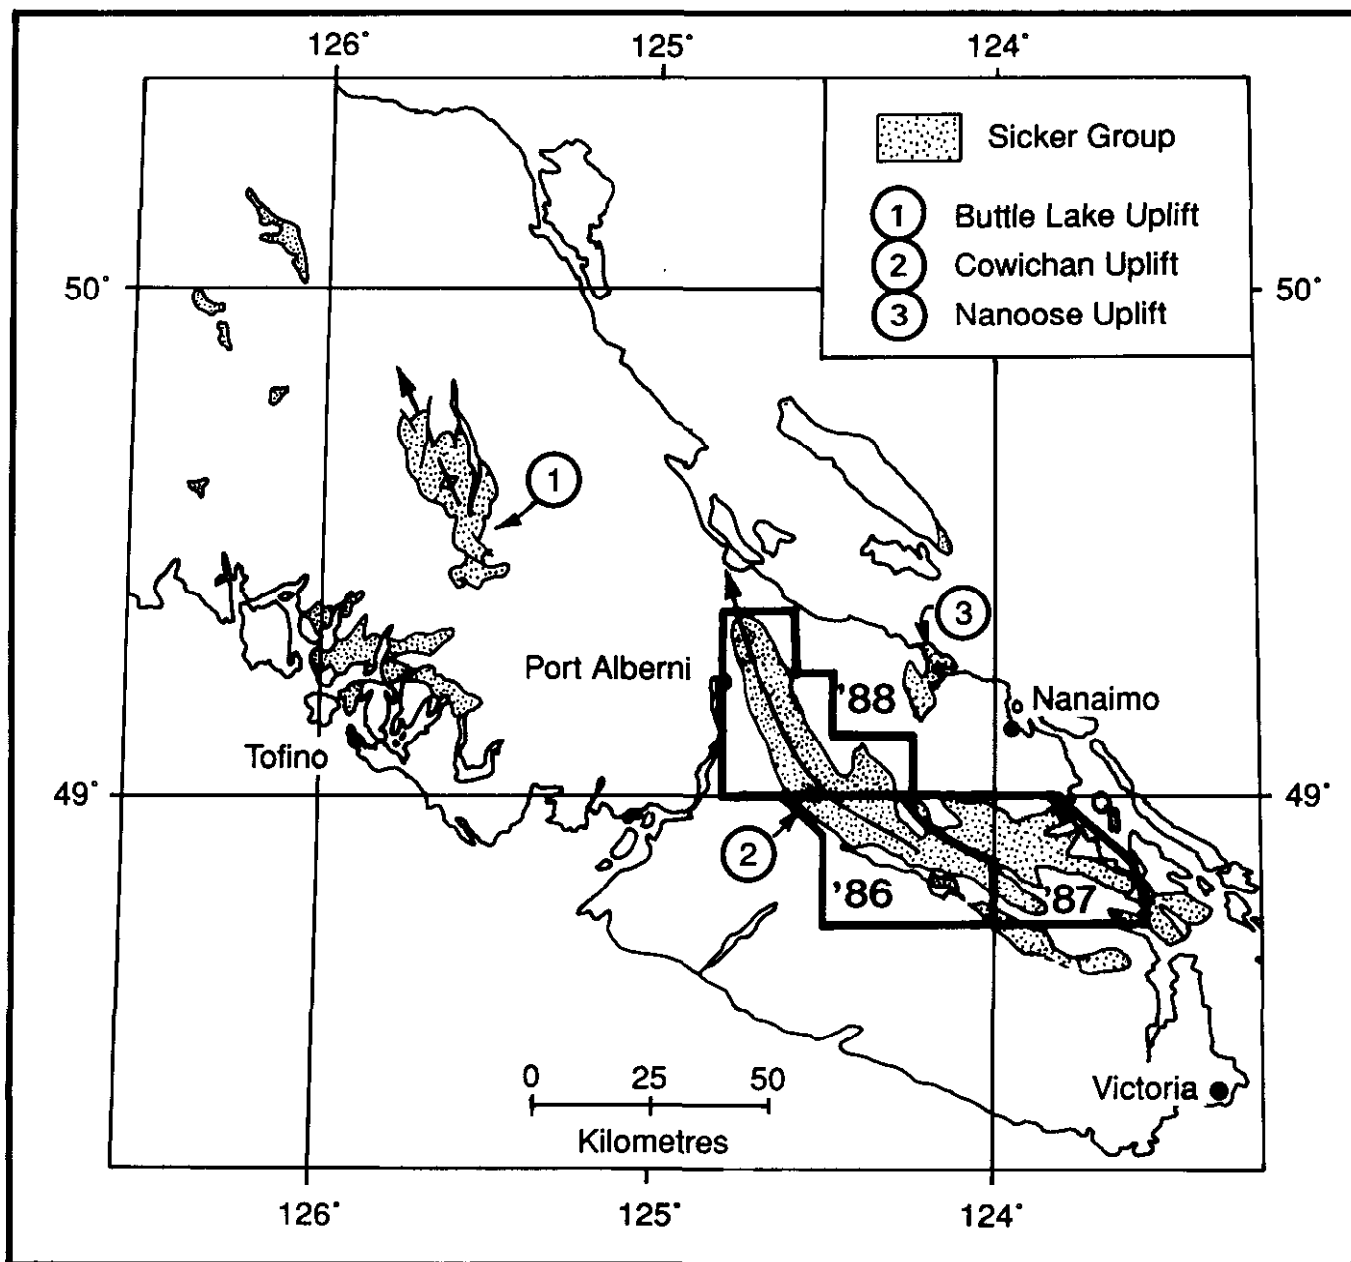 126°
125°
124°
Sicker Group
1 Buttle Lake Uplift
2 Cowichan Uplift
3 Nanoose Uplift
50°
50°
1
3
Port Alberni
'88
Nanaimo
Tofino
49°
49°
2
'86
'87
0 25 50
Kilometres
Victoria
126°
125°
124°